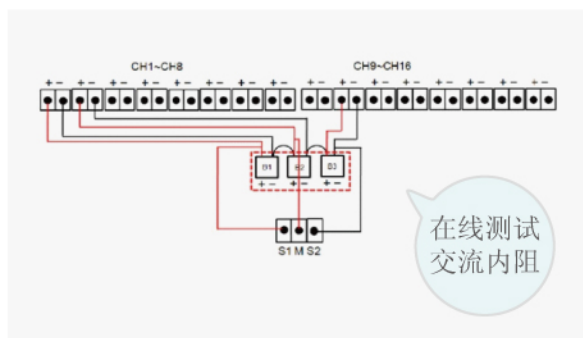 CH1~CH8 CH9~CH16
+ - + - + - + - + - + - + - + - + - + - + - + - + - + - + - + -
B1 B2 B3
+ - + - + -
S1 M S2
在线测试
交流内阻